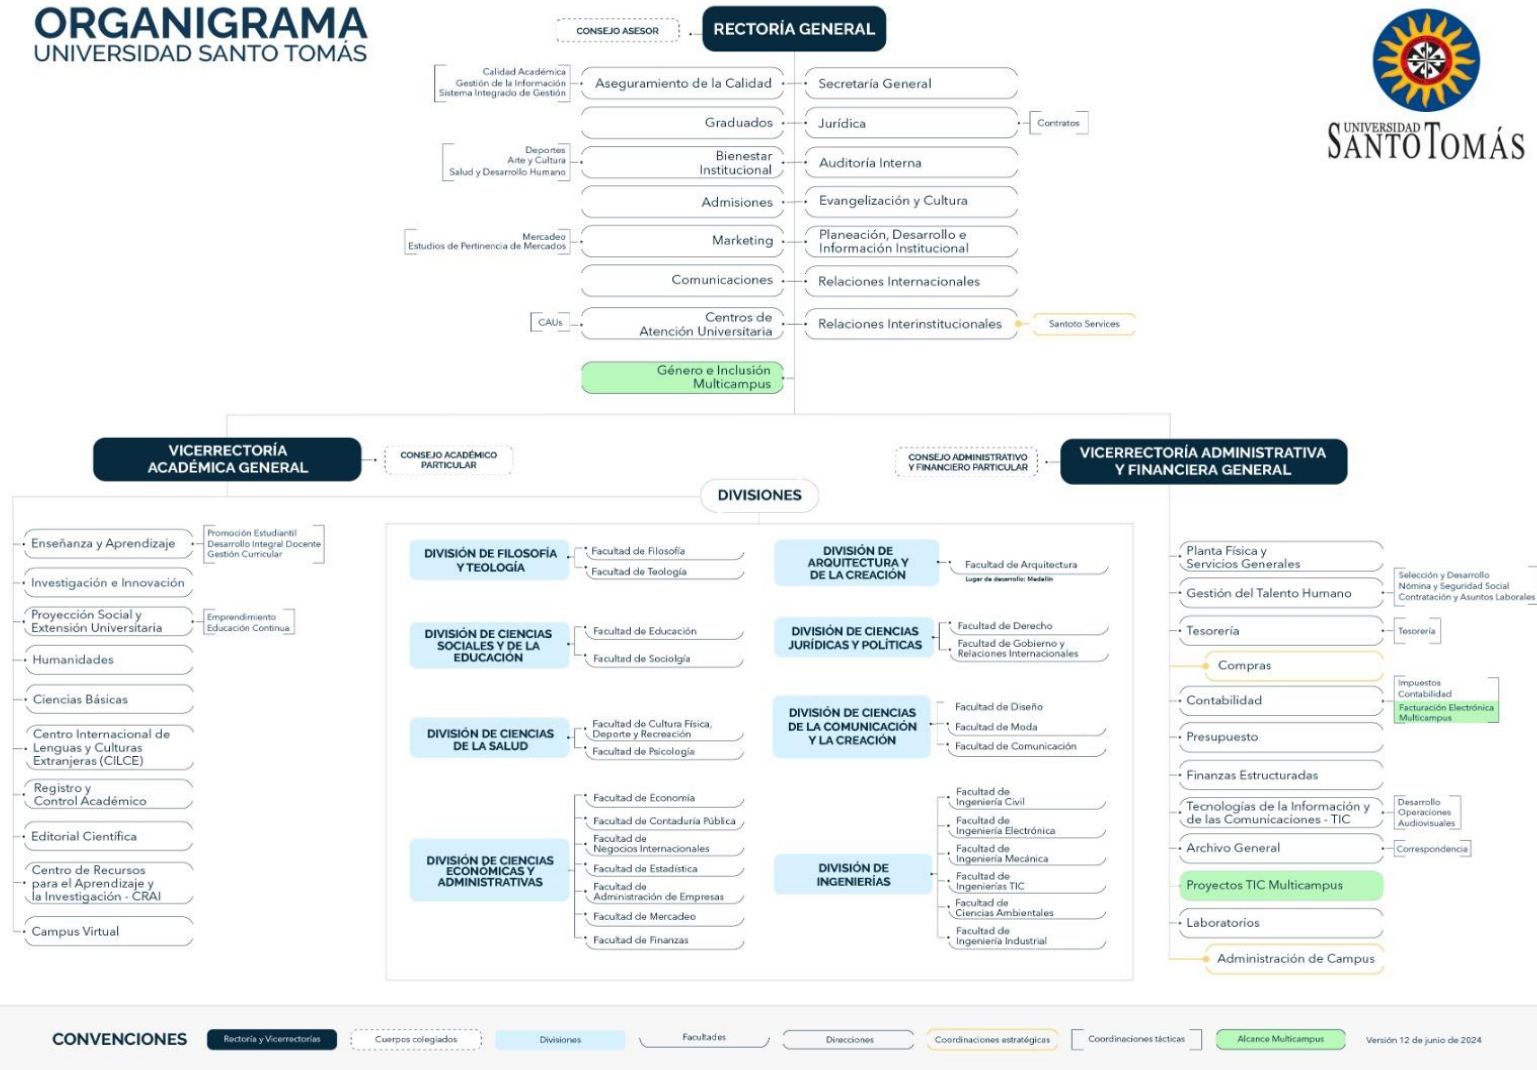 ORGANIGRAMA
UNIVERSIDAD SANTO TOMÁS
CONSEJO ASESOR
RECTORÍA GENERAL
UNIVERSIDAD
SANTO TOMÁS
Calidad Académica
Gestión de la Información
Sistema Integrado de Gestión
Aseguramiento de la Calidad
Secretaría General
Graduados
Jurídica
Contratos
Deportes
Arte y Cultura
Salud y Desarrollo Humano
Bienestar
Institucional
Auditoría Interna
Admisiones
Evangelización y Cultura
Mercadeo
Estudios de Pertinencia de Mercados
Marketing
Planeación, Desarrollo e
Información Institucional
Comunicaciones
Relaciones Internacionales
CAUs
Centros de
Atención Universitaria
Relaciones Interinstitucionales
Santoto Services
Género e Inclusión
Multicampus
VICERRECTORÍA
ACADÉMICA GENERAL
CONSEJO ACADÉMICO
PARTICULAR
CONSEJO ADMINISTRATIVO
Y FINANCIERO PARTICULAR
VICERRECTORÍA ADMINISTRATIVA
Y FINANCIERA GENERAL
Enseñanza y Aprendizaje
Promoción Estudiantil
Desarrollo Integral Docente
Gestión Curricular
Investigación e Innovación
Proyección Social y
Extensión Universitaria
Emprendimiento
Educación Continua
Humanidades
Ciencias Básicas
Centro Internacional de
Lenguas y Culturas
Extranjeras (CILCE)
Registro y
Control Académico
Editorial Científica
Centro de Recursos
para el Aprendizaje y
la Investigación - CRAI
Campus Virtual
DIVISIONES
DIVISIÓN DE FILOSOFÍA
Y TEOLOGÍA
Facultad de Filosofía
Facultad de Teología
DIVISIÓN DE CIENCIAS
SOCIALES Y DE LA
EDUCACIÓN
Facultad de Educación
Facultad de Sociolgía
DIVISIÓN DE CIENCIAS
DE LA SALUD
Facultad de Cultura Física,
Deporte y Recreación
Facultad de Psicología
DIVISIÓN DE CIENCIAS
ECONÓMICAS Y
ADMINISTRATIVAS
Facultad de Economía
Facultad de Contaduría Pública
Facultad de
Negocios Internacionales
Facultad de Estadística
Facultad de
Administración de Empresas
Facultad de Mercadeo
Facultad de Finanzas
DIVISIÓN DE
ARQUITECTURA Y
DE LA CREACIÓN
Facultad de Arquitectura
Lugar de desarrollo: Medellín
DIVISIÓN DE CIENCIAS
JURÍDICAS Y POLÍTICAS
Facultad de Derecho
Facultad de Gobierno y
Relaciones Internacionales
DIVISIÓN DE CIENCIAS
DE LA COMUNICACIÓN
Y LA CREACIÓN
Facultad de Diseño
Facultad de Moda
Facultad de Comunicación
DIVISIÓN DE
INGENIERÍAS
Facultad de
Ingeniería Civil
Facultad de
Ingeniería Electrónica
Facultad de
Ingeniería Mecánica
Facultad de
Ingenierías TIC
Facultad de
Ciencias Ambientales
Facultad de
Ingeniería Industrial
Planta Física y
Servicios Generales
Gestión del Talento Humano
Selección y Desarrollo
Nómina y Seguridad Social
Contratación y Asuntos Laborales
Tesorería
Tesorería
Compras
Contabilidad
Impuestos
Contabilidad
Facturación Electrónica
Multicampus
Presupuesto
Finanzas Estructuradas
Tecnologías de la Información y
de las Comunicaciones - TIC
Desarrollo
Operaciones
Audiovisuales
Archivo General
Correspondencia
Proyectos TIC Multicampus
Laboratorios
Administración de Campus
CONVENCIONES
Rectoría y Vicerrectorías
Cuerpos colegiados
Divisiones
Facultades
Direcciones
Coordinaciones estratégicas
Coordinaciones tácticas
Alcance Multicampus
Versión 12 de junio de 2024